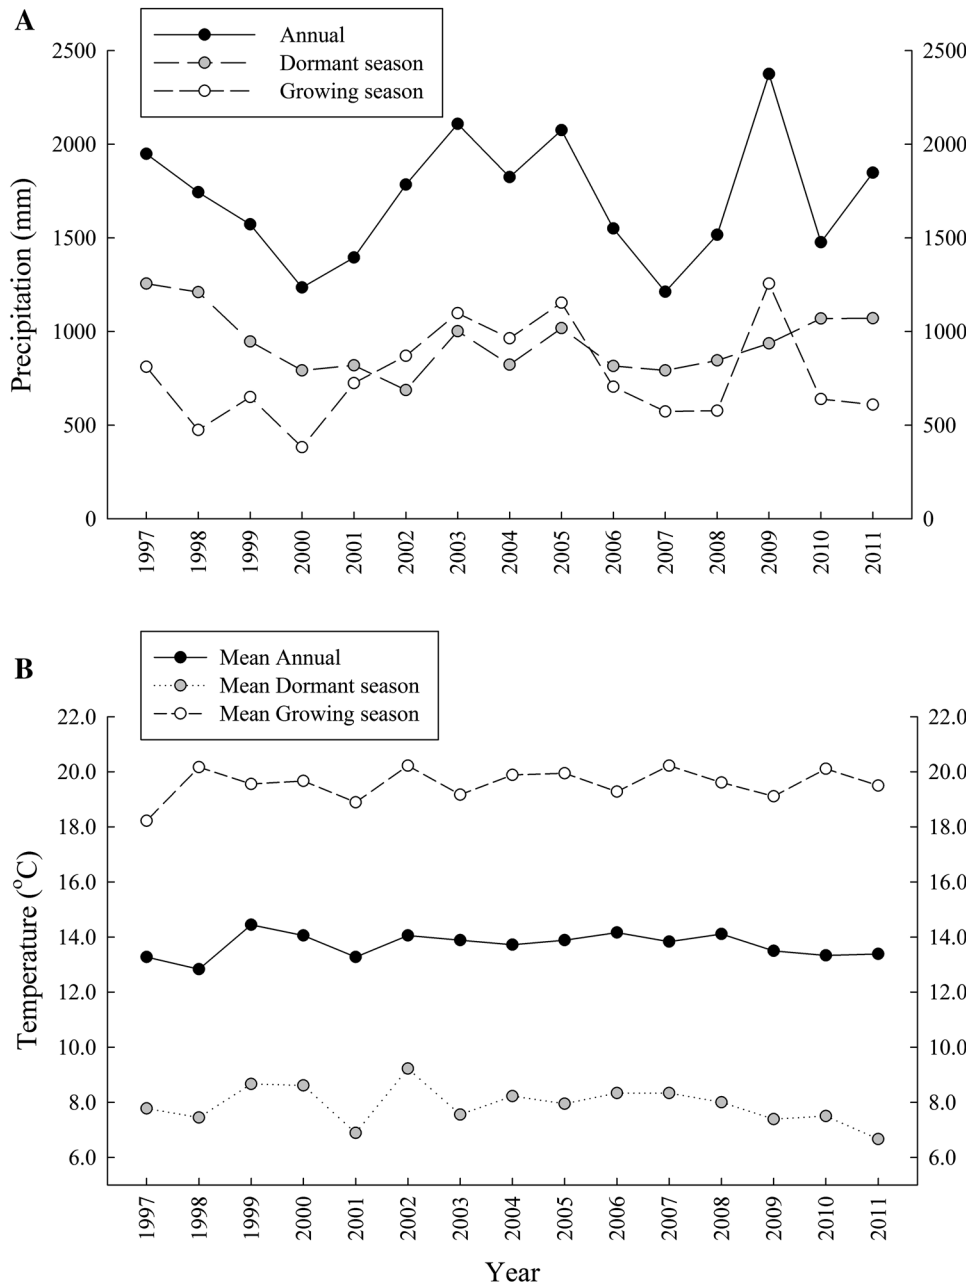 A
Annual
Dormant season
Growing season
2500 2500
2000 2000
1500 1500
1000 1000
500 500
0 0
Precipitation (mm)
1997 1998 1999 2000 2001 2002 2003 2004 2005 2006 2007 2008 2009 2010 2011
B
Mean Annual
Mean Dormant season
Mean Growing season
22.0 22.0
20.0 20.0
18.0 18.0
16.0 16.0
14.0 14.0
12.0 12.0
10.0 10.0
8.0 8.0
6.0 6.0
Temperature (°C)
1997 1998 1999 2000 2001 2002 2003 2004 2005 2006 2007 2008 2009 2010 2011
Year